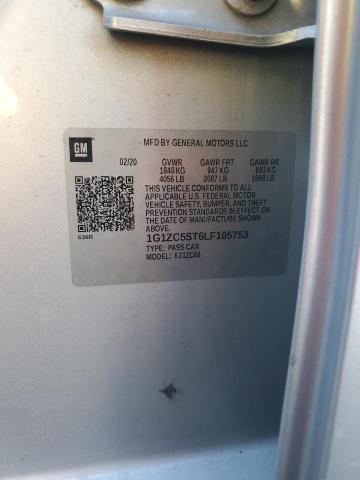 GM
MFD BY GENERAL MOTORS LLC
02/20 GVWR GAWR FRT GAWR RR
1840 KG 947 KG 893 KG
4056 LB 2087 LB 1968 LB
THIS VEHICLE CONFORMS TO ALL
APPLICABLE U.S. FEDERAL MOTOR
VEHICLE SAFETY, BUMPER, AND THEFT
PREVENTION STANDARDS IN EFFECT ON
THE DATE OF MANUFACTURE SHOWN
ABOVE.
636R
1G1ZC5ST6LF105753
TYPE: PASS CAR
MODEL: 631ZC69